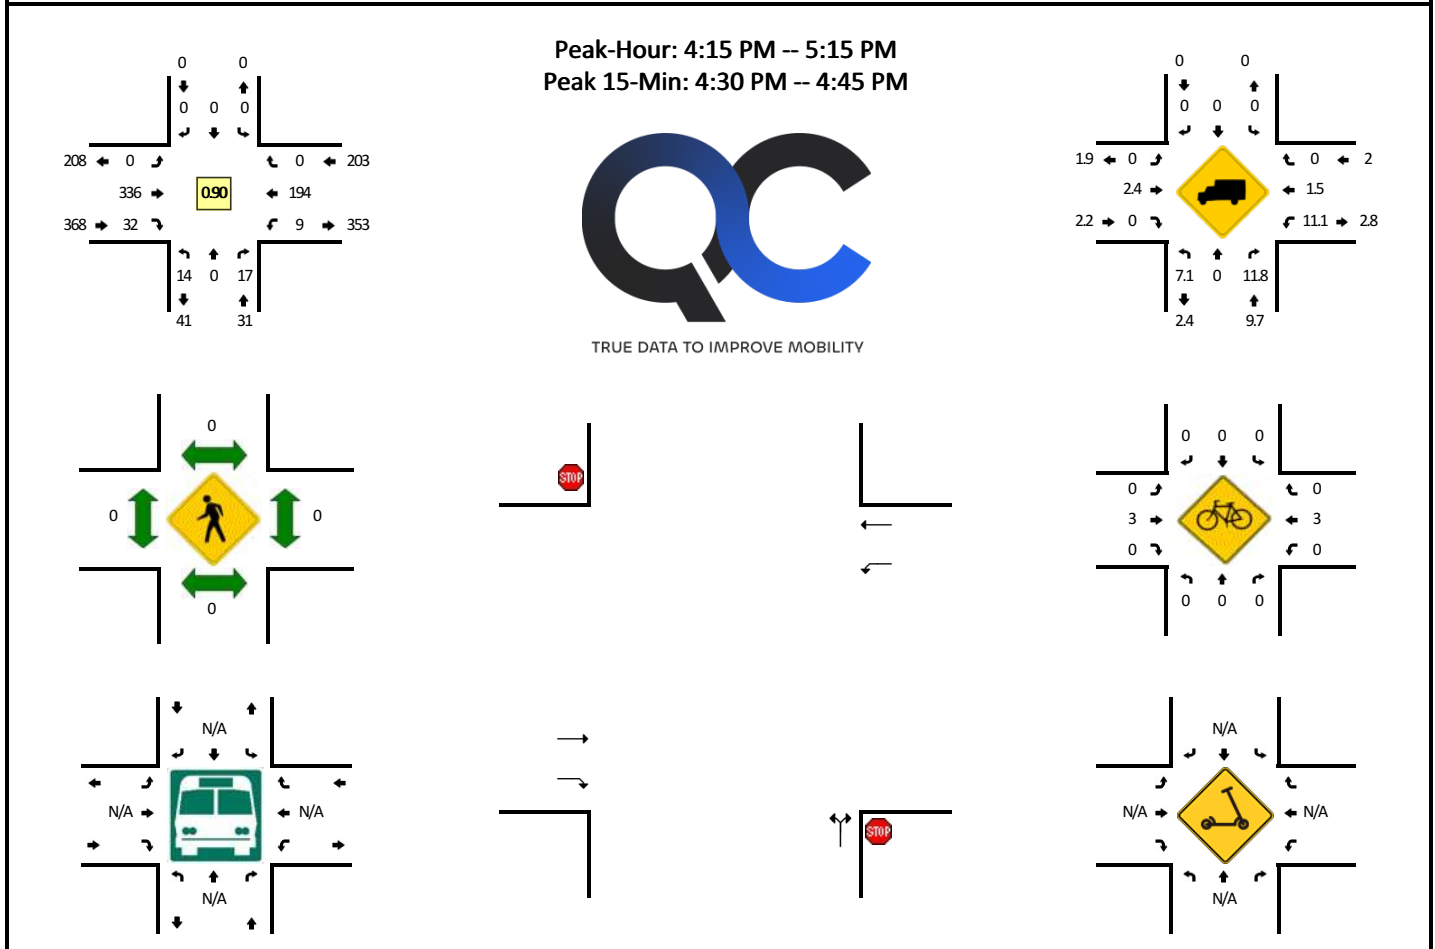 Peak-Hour: 4:15 PM -- 5:15 PM
Peak 15-Min: 4:30 PM -- 4:45 PM
0 0
0 0 0
208 0 0 203
336 0.90 194
368 32 9 353
14 0 17
41 31
TRUE DATA TO IMPROVE MOBILITY
0 0
0 0 0
1.9 0 0 2
2.4 1.5
2.2 0 11.1 2.8
7.1 0 11.8
2.4 9.7
0
0 0
0
STOP
STOP
0 0 0
0 0
3 3
0 0
0 0 0
N/A
N/A N/A
N/A
N/A
N/A N/A
N/A